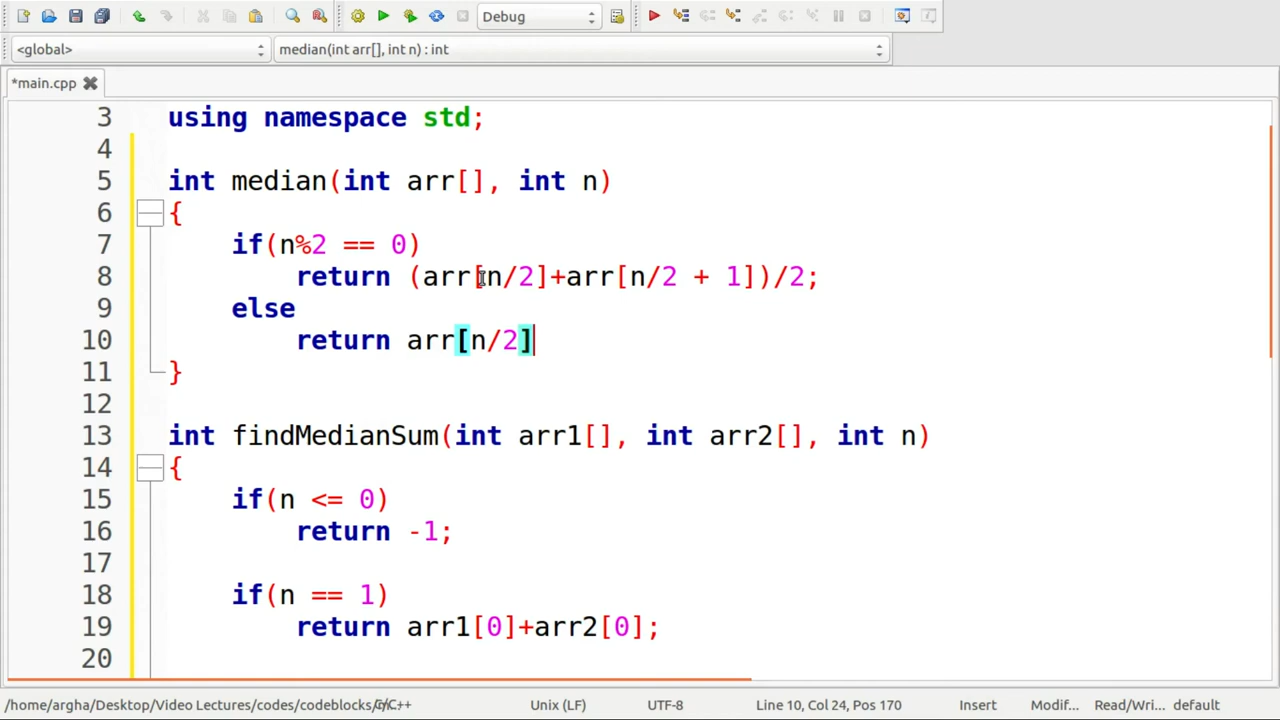 Debug
<global> median(int arr[], int n) : int
*main.cpp
3 using namespace std;
4
5 int median(int arr[], int n)
6 {
7 if(n%2 == 0)
8 return (arr[n/2]+arr[n/2 + 1])/2;
9 else
10 return arr[n/2]
11 }
12
13 int findMedianSum(int arr1[], int arr2[], int n)
14 {
15 if(n <= 0)
16 return -1;
17
18 if(n == 1)
19 return arr1[0]+arr2[0];
20
/home/argha/Desktop/Video Lectures/codes/codeblocks/ C/C++ Unix (LF) UTF-8 Line 10, Col 24, Pos 170 Insert Modif... Read/Wri... default